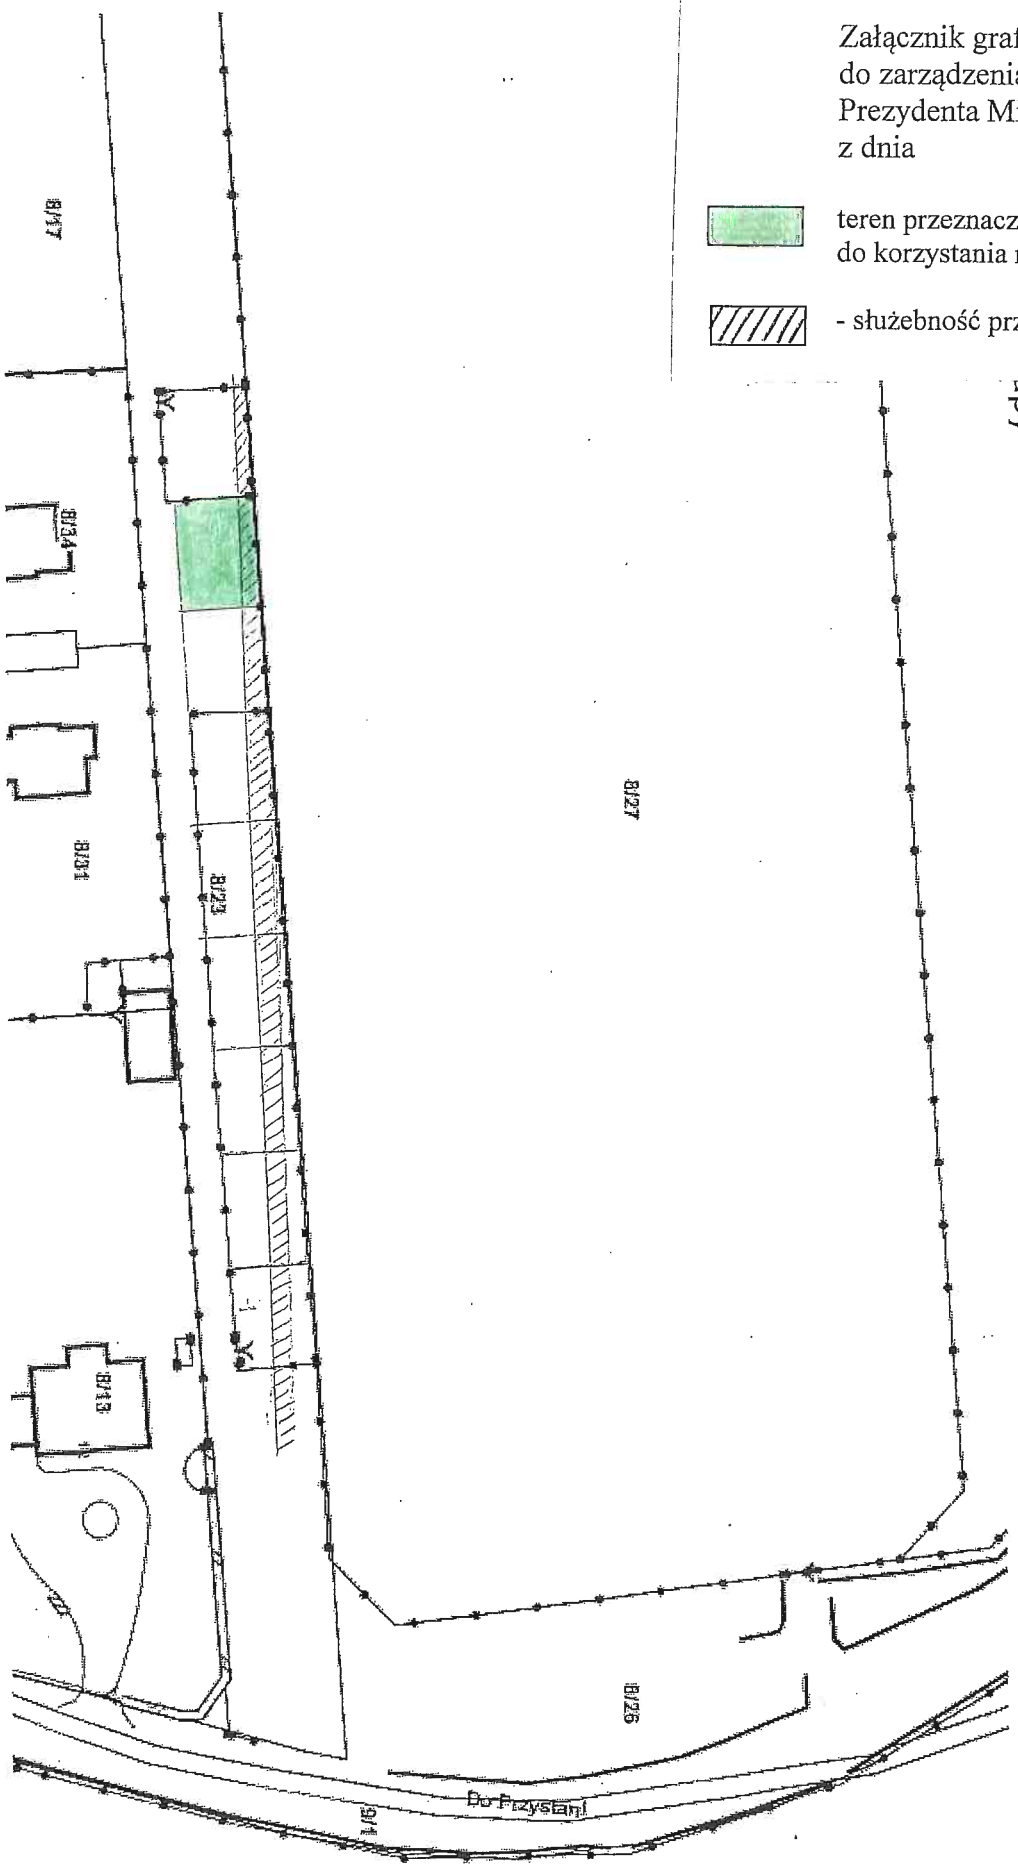 Załącznik graf
do zarządzenia
Prezydenta Mi
z dnia
teren przeznacz
do korzystania r
- służebność prz
8/17
8/34
8/27
8/31
8/23
8/13
8/26
Do Przystani
9/1